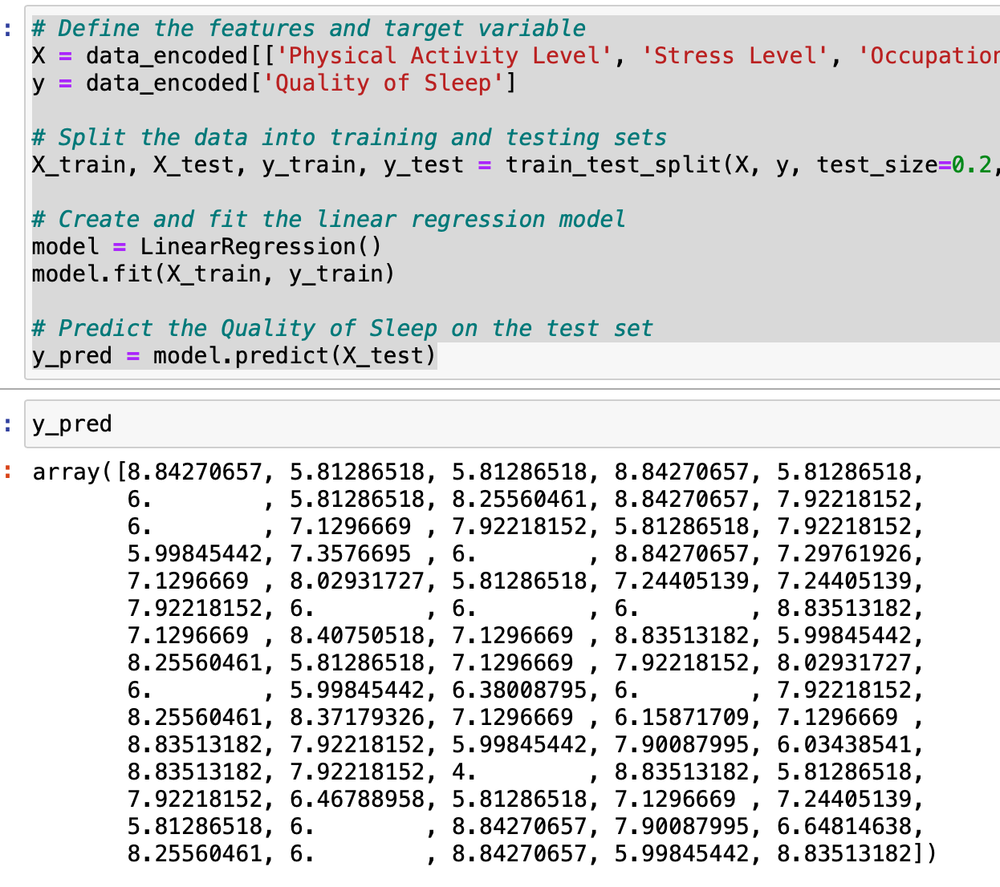 :
# Define the features and target variable
X = data_encoded[['Physical Activity Level', 'Stress Level', 'Occupation
y = data_encoded['Quality of Sleep']
# Split the data into training and testing sets
X_train, X_test, y_train, y_test = train_test_split(X, y, test_size=0.2,
# Create and fit the linear regression model
model = LinearRegression()
model.fit(X_train, y_train)
# Predict the Quality of Sleep on the test set
y_pred = model.predict(X_test)
: y_pred
: array([8.84270657, 5.81286518, 5.81286518, 8.84270657, 5.81286518,
6. , 5.81286518, 8.25560461, 8.84270657, 7.92218152,
6. , 7.1296669 , 7.92218152, 5.81286518, 7.92218152,
5.99845442, 7.3576695 , 6. , 8.84270657, 7.29761926,
7.1296669 , 8.02931727, 5.81286518, 7.24405139, 7.24405139,
7.92218152, 6. , 6. , 6. , 8.83513182,
7.1296669 , 8.40750518, 7.1296669 , 8.83513182, 5.99845442,
8.25560461, 5.81286518, 7.1296669 , 7.92218152, 8.02931727,
6. , 5.99845442, 6.38008795, 6. , 7.92218152,
8.25560461, 8.37179326, 7.1296669 , 6.15871709, 7.1296669 ,
8.83513182, 7.92218152, 5.99845442, 7.90087995, 6.03438541,
8.83513182, 7.92218152, 4. , 8.83513182, 5.81286518,
7.92218152, 6.46788958, 5.81286518, 7.1296669 , 7.24405139,
5.81286518, 6. , 8.84270657, 7.90087995, 6.64814638,
8.25560461, 6. , 8.84270657, 5.99845442, 8.83513182])